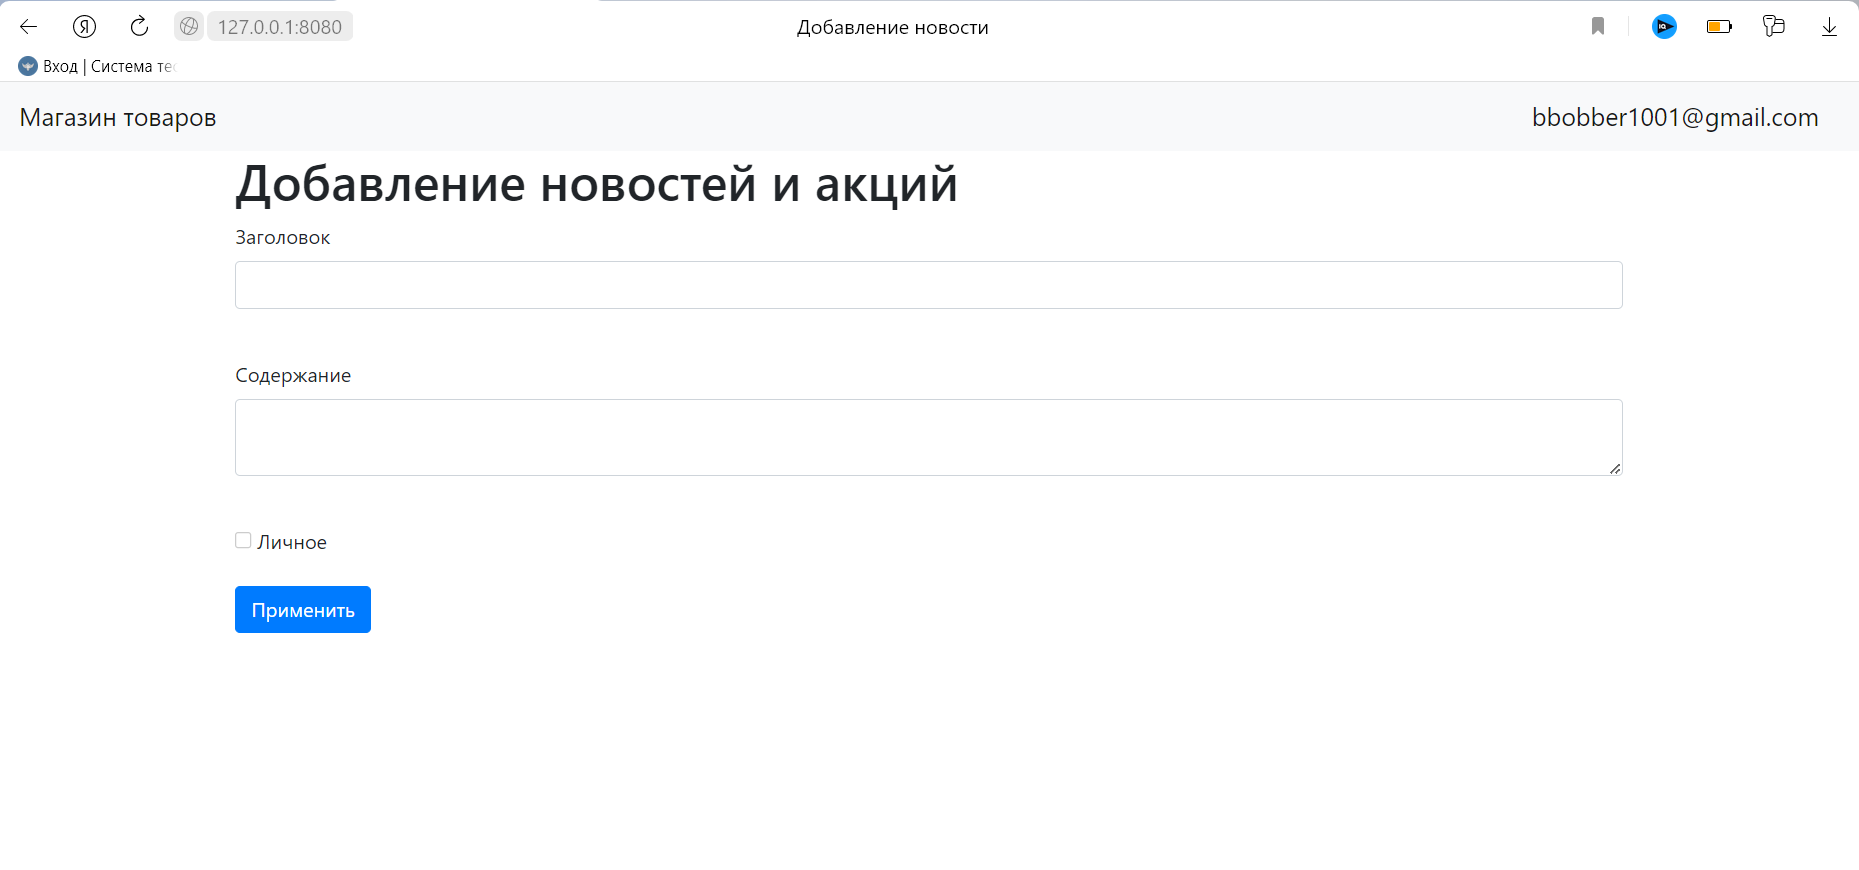 127.0.0.1:8080
Добавление новости
Вход | Система
Магазин товаров
bbobber1001@gmail.com
Добавление новостей и акций
Заголовок
Содержание
Личное
Применить